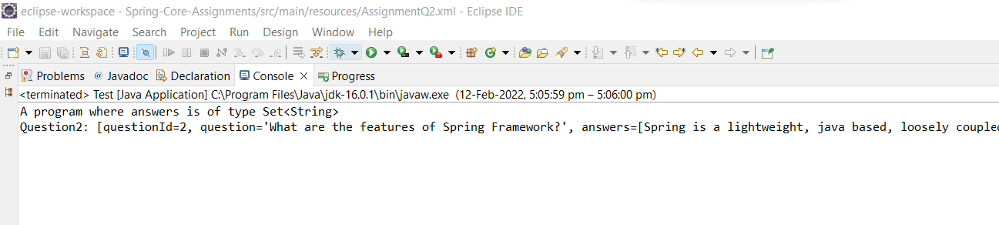 eclipse-workspace - Spring-Core-Assignments/src/main/resources/AssignmentQ2.xml - Eclipse IDE
File Edit Navigate Search Project Run Design Window Help
Problems @ Javadoc Declaration Console Progress
<terminated> Test [Java Application] C:\Program Files\Java\jdk-16.0.1\bin\javaw.exe (12-Feb-2022, 5:05:59 pm – 5:06:00 pm)
A program where answers is of type Set<String>
Question2: [questionId=2, question='What are the features of Spring Framework?', answers=[Spring is a lightweight, java based, loosely coupled